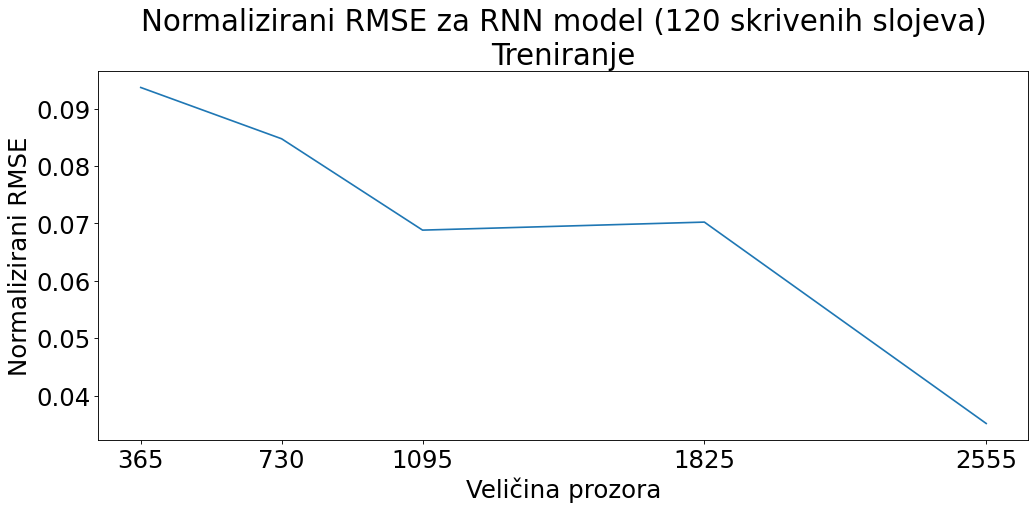 Normalizirani RMSE za RNN model (120 skrivenih slojeva)
Treniranje
Normalizirani RMSE
0.09
0.08
0.07
0.06
0.05
0.04
365 730 1095 1825 2555
Veličina prozora